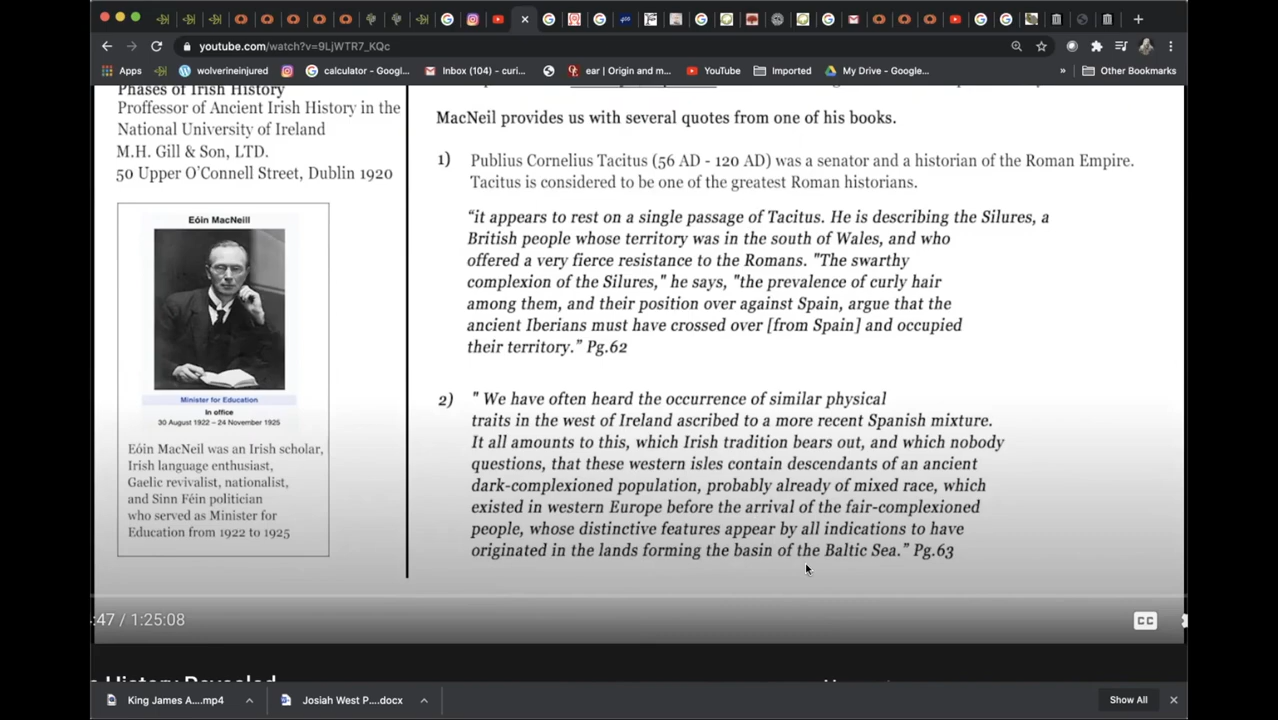 youtube.com/watch?v=9LjWTR7_KQc
Apps
wolverineinjured
calculator - Googl...
Inbox (104) - curi...
ear | Origin and m...
YouTube
Imported
My Drive - Google...
»
Other Bookmarks
Phases of Irish History
Proffessor of Ancient Irish History in the
National University of Ireland
M.H. Gill & Son, LTD.
50 Upper O'Connell Street, Dublin 1920
Eóin MacNeill
Minister for Education
In office
30 August 1922 – 24 November 1925
Eóin MacNeil was an Irish scholar,
Irish language enthusiast,
Gaelic revivalist, nationalist,
and Sinn Féin politician
who served as Minister for
Education from 1922 to 1925
MacNeil provides us with several quotes from one of his books.
1) Publius Cornelius Tacitus (56 AD - 120 AD) was a senator and a historian of the Roman Empire.
Tacitus is considered to be one of the greatest Roman historians.
“it appears to rest on a single passage of Tacitus. He is describing the Silures, a
British people whose territory was in the south of Wales, and who
offered a very fierce resistance to the Romans. "The swarthy
complexion of the Silures," he says, "the prevalence of curly hair
among them, and their position over against Spain, argue that the
ancient Iberians must have crossed over [from Spain] and occupied
their territory.” Pg.62
2) " We have often heard the occurrence of similar physical
traits in the west of Ireland ascribed to a more recent Spanish mixture.
It all amounts to this, which Irish tradition bears out, and which nobody
questions, that these western isles contain descendants of an ancient
dark-complexioned population, probably already of mixed race, which
existed in western Europe before the arrival of the fair-complexioned
people, whose distinctive features appear by all indications to have
originated in the lands forming the basin of the Baltic Sea.” Pg.63
:47 / 1:25:08
CC
History Revealed
King James A....mp4
Josiah West P....docx
Show All